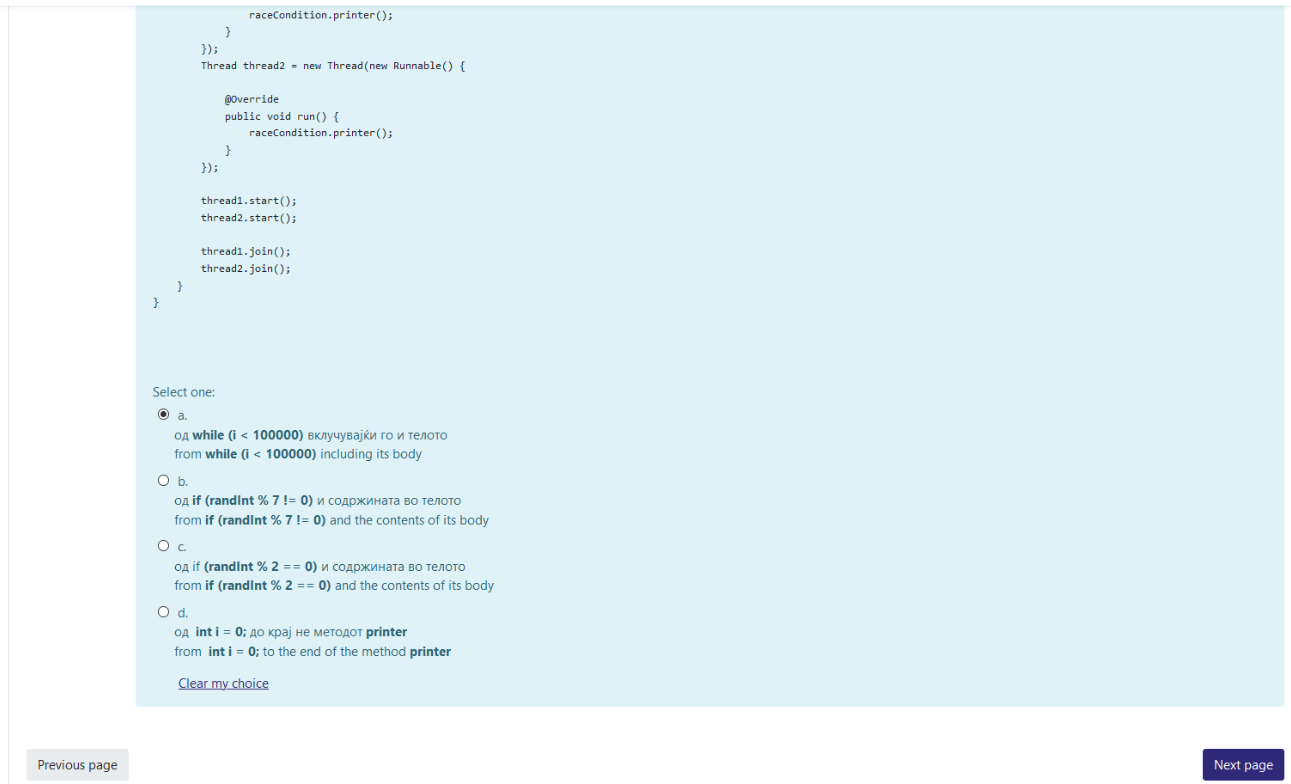 raceCondition.printer();
}
});
Thread thread2 = new Thread(new Runnable() {
@Override
public void run() {
raceCondition.printer();
}
});
thread1.start();
thread2.start();
thread1.join();
thread2.join();
}
}
Select one:
a.
од while (i < 100000) вклучувајќи го и телото
from while (i < 100000) including its body
b.
од if (randInt % 7 != 0) и содржината во телото
from if (randInt % 7 != 0) and the contents of its body
c.
од if (randInt % 2 == 0) и содржината во телото
from if (randInt % 2 == 0) and the contents of its body
d.
од int i = 0; до крај не методот printer
from int i = 0; to the end of the method printer
Clear my choice
Previous page
Next page